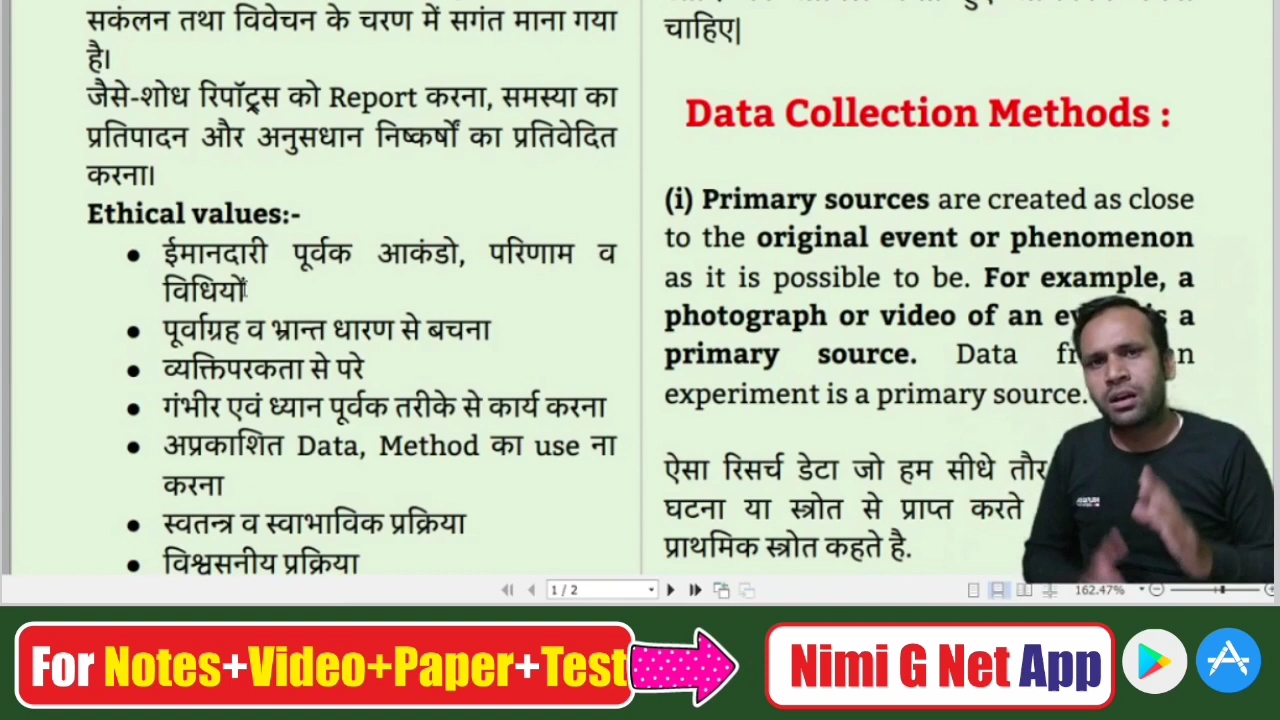 सकंलन तथा विवेचन के चरण में सगंत माना गया
है।
जैसे-शोध रिपॉट्र्स को Report करना, समस्या का
प्रतिपादन और अनुसधान निष्कर्षों का प्रतिवेदित
करना।
Ethical values:-
● ईमानदारी पूर्वक आकंडो, परिणाम व
विधियों
● पूर्वाग्रह व भ्रान्त धारण से बचना
● व्यक्तिपरकता से परे
● गंभीर एवं ध्यान पूर्वक तरीके से कार्य करना
● अप्रकाशित Data, Method का use ना
करना
● स्वतन्त्र व स्वाभाविक प्रक्रिया
● विश्वसनीय प्रक्रिया
चाहिए|
Data Collection Methods :
(i) Primary sources are created as close
to the original event or phenomenon
as it is possible to be. For example, a
photograph or video of an a
primary source. Data
experiment is a primary source.
ऐसा रिसर्च डेटा जो हम सीधे तौर
घटना या स्त्रोत से प्राप्त करते
प्राथमिक स्त्रोत कहते है.
1 / 2
162.47%
For Notes+Video+Paper+Test
Nimi G Net App